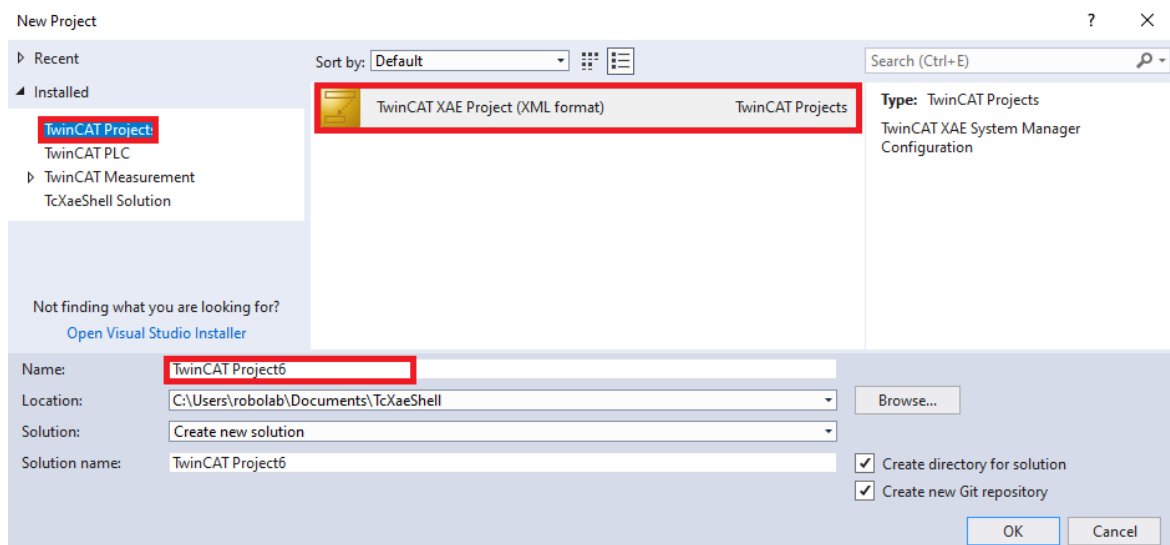 New Project
?
Recent
Installed
TwinCAT Projects
TwinCAT PLC
TwinCAT Measurement
TcXaeShell Solution
Not finding what you are looking for?
Open Visual Studio Installer
Sort by: Default
TwinCAT XAE Project (XML format) TwinCAT Projects
Search (Ctrl+E)
Type: TwinCAT Projects
TwinCAT XAE System Manager
Configuration
Name: TwinCAT Project6
Location: C:\Users\robolab\Documents\TcXaeShell Browse...
Solution: Create new solution
Solution name: TwinCAT Project6
Create directory for solution
Create new Git repository
OK Cancel